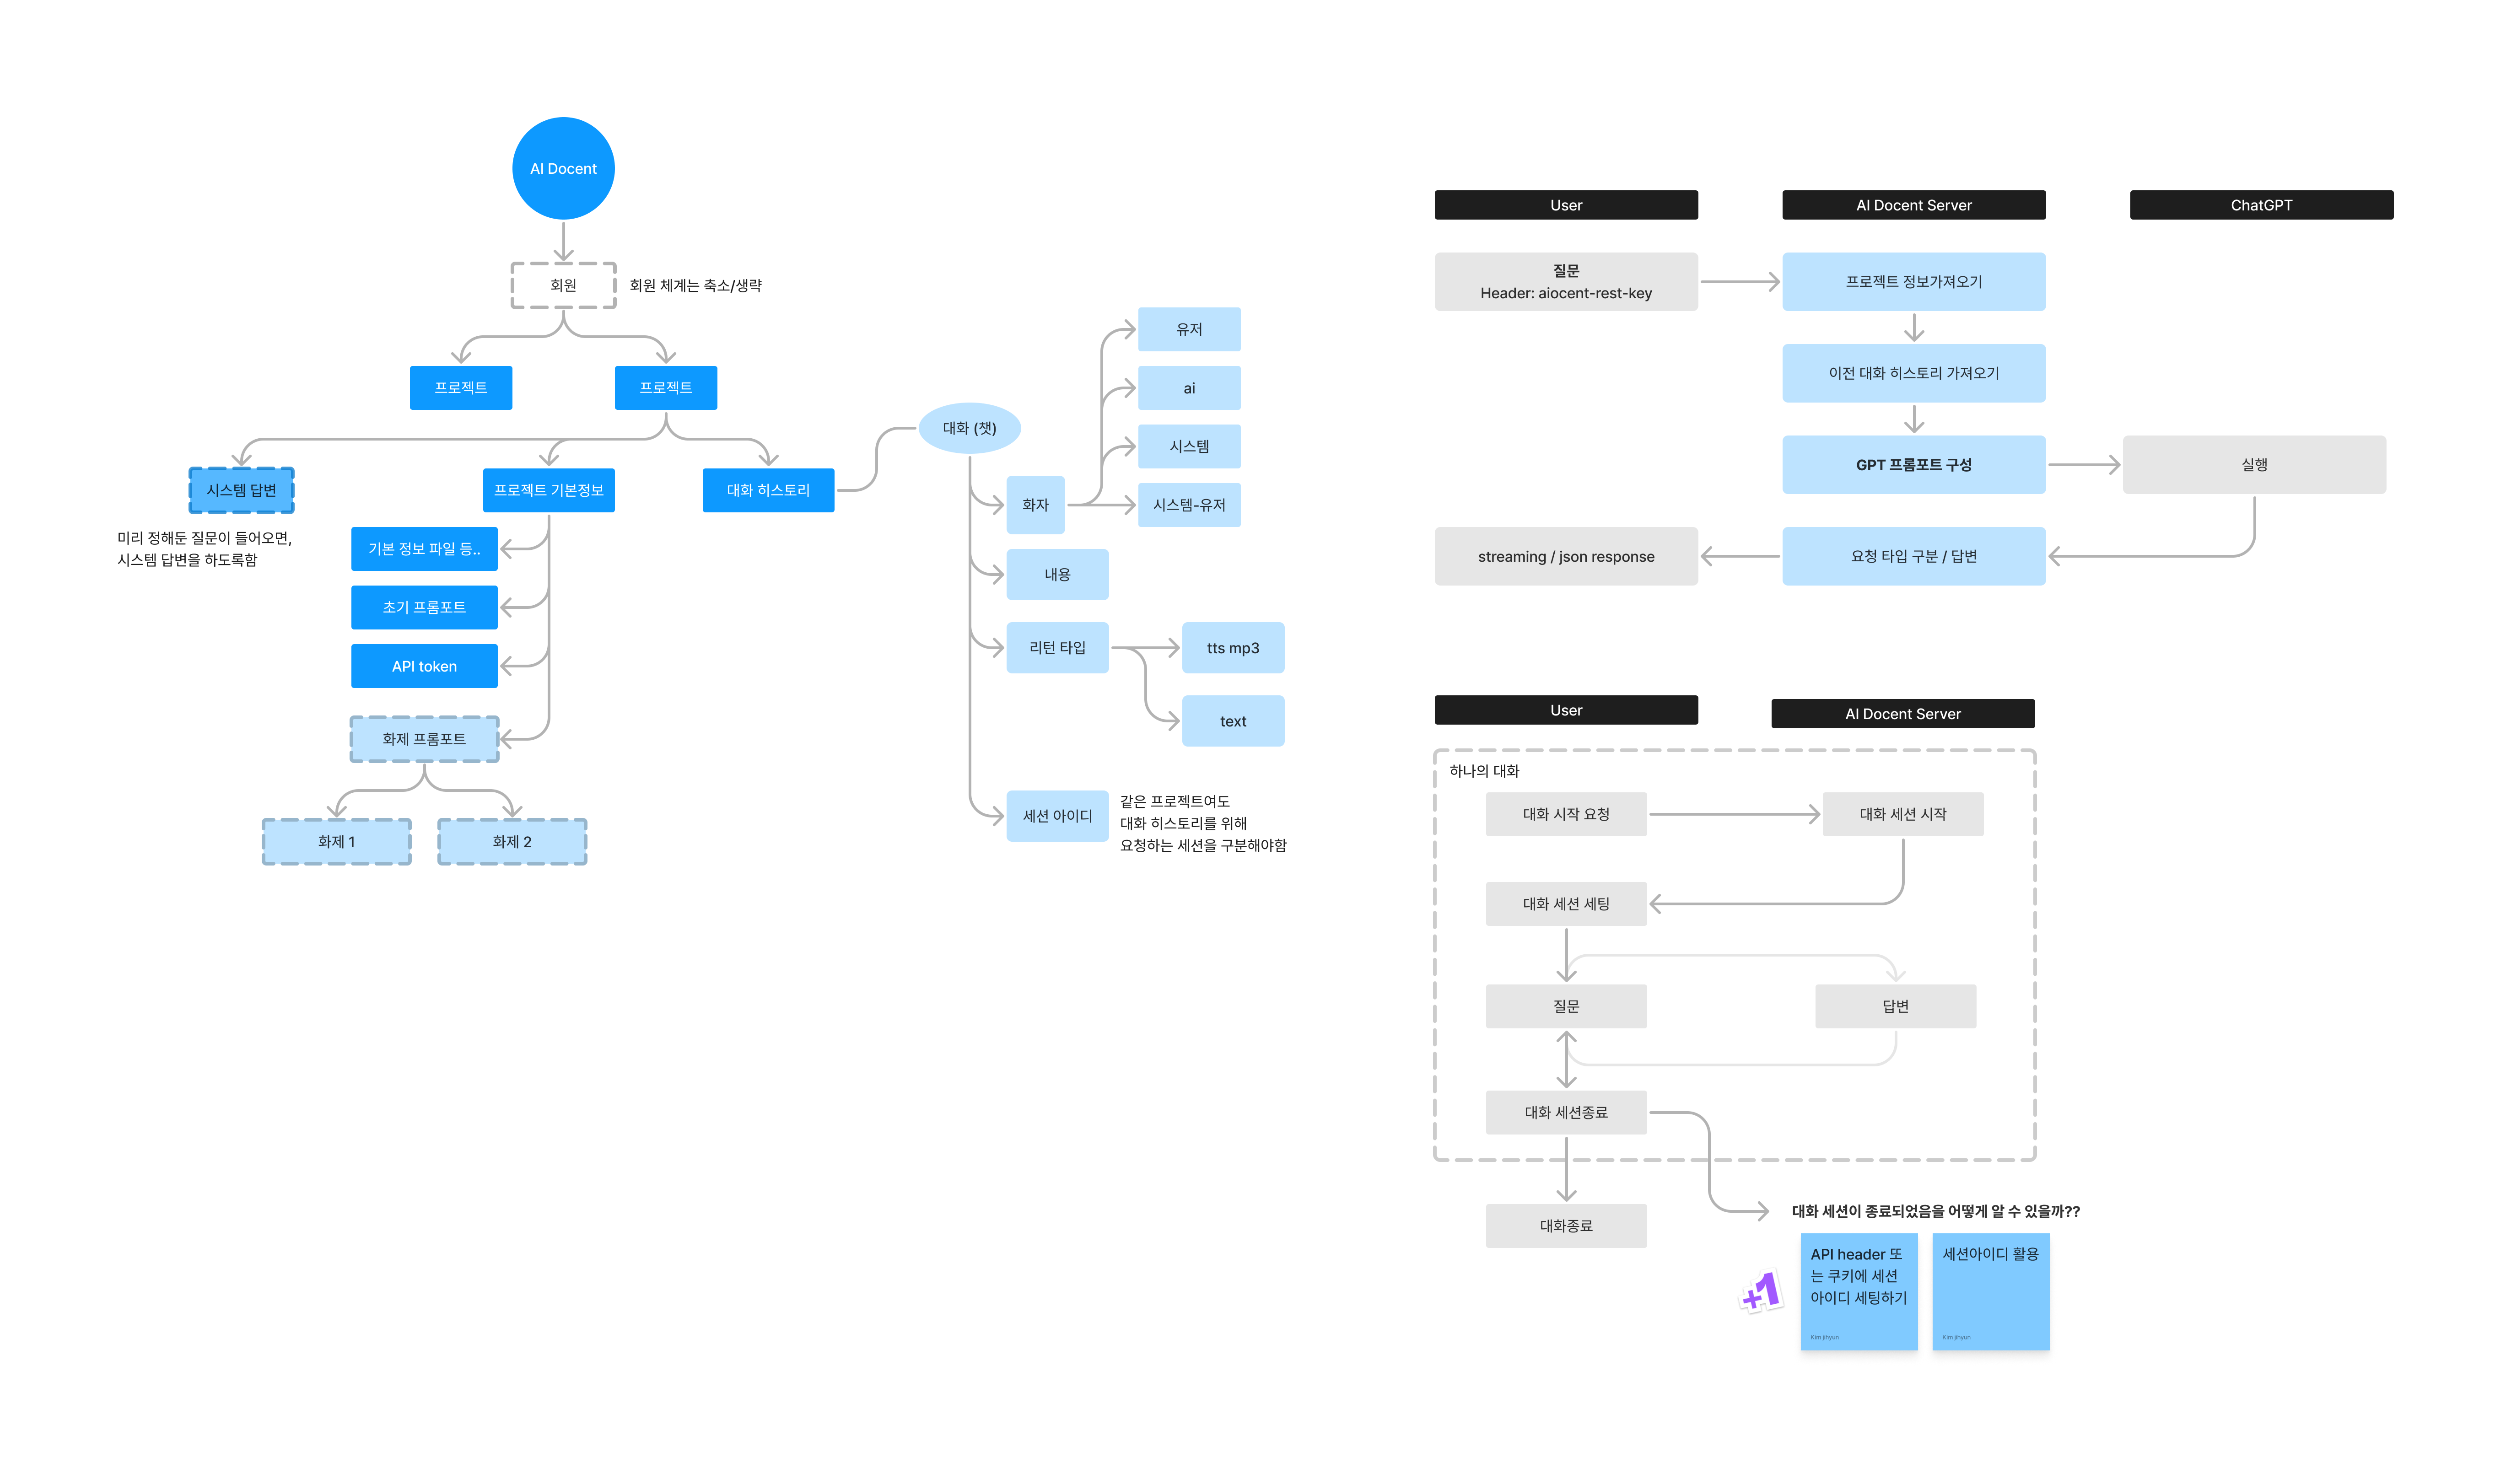 AI Docent
회원
회원 체계는 축소/생략
프로젝트
프로젝트
시스템 답변
미리 정해둔 질문이 들어오면,
시스템 답변을 하도록함
프로젝트 기본정보
대화 히스토리
기본 정보 파일 등..
초기 프롬포트
API token
화제 프롬포트
화제 1
화제 2
대화 (챗)
화자
유저
ai
시스템
시스템-유저
내용
리턴 타입
tts mp3
text
세션 아이디
같은 프로젝트여도
대화 히스토리를 위해
요청하는 세션을 구분해야함
User
AI Docent Server
ChatGPT
질문
Header: aiocent-rest-key
프로젝트 정보가져오기
이전 대화 히스토리 가져오기
GPT 프롬포트 구성
실행
streaming / json response
요청 타입 구분 / 답변
User
AI Docent Server
하나의 대화
대화 시작 요청
대화 세션 시작
대화 세션 세팅
질문
답변
대화 세션종료
대화종료
대화 세션이 종료되었음을 어떻게 알 수 있을까??
+1
API header 또
는 쿠키에 세션
아이디 세팅하기
Kim jihyun
세션아이디 활용
Kim jihyun